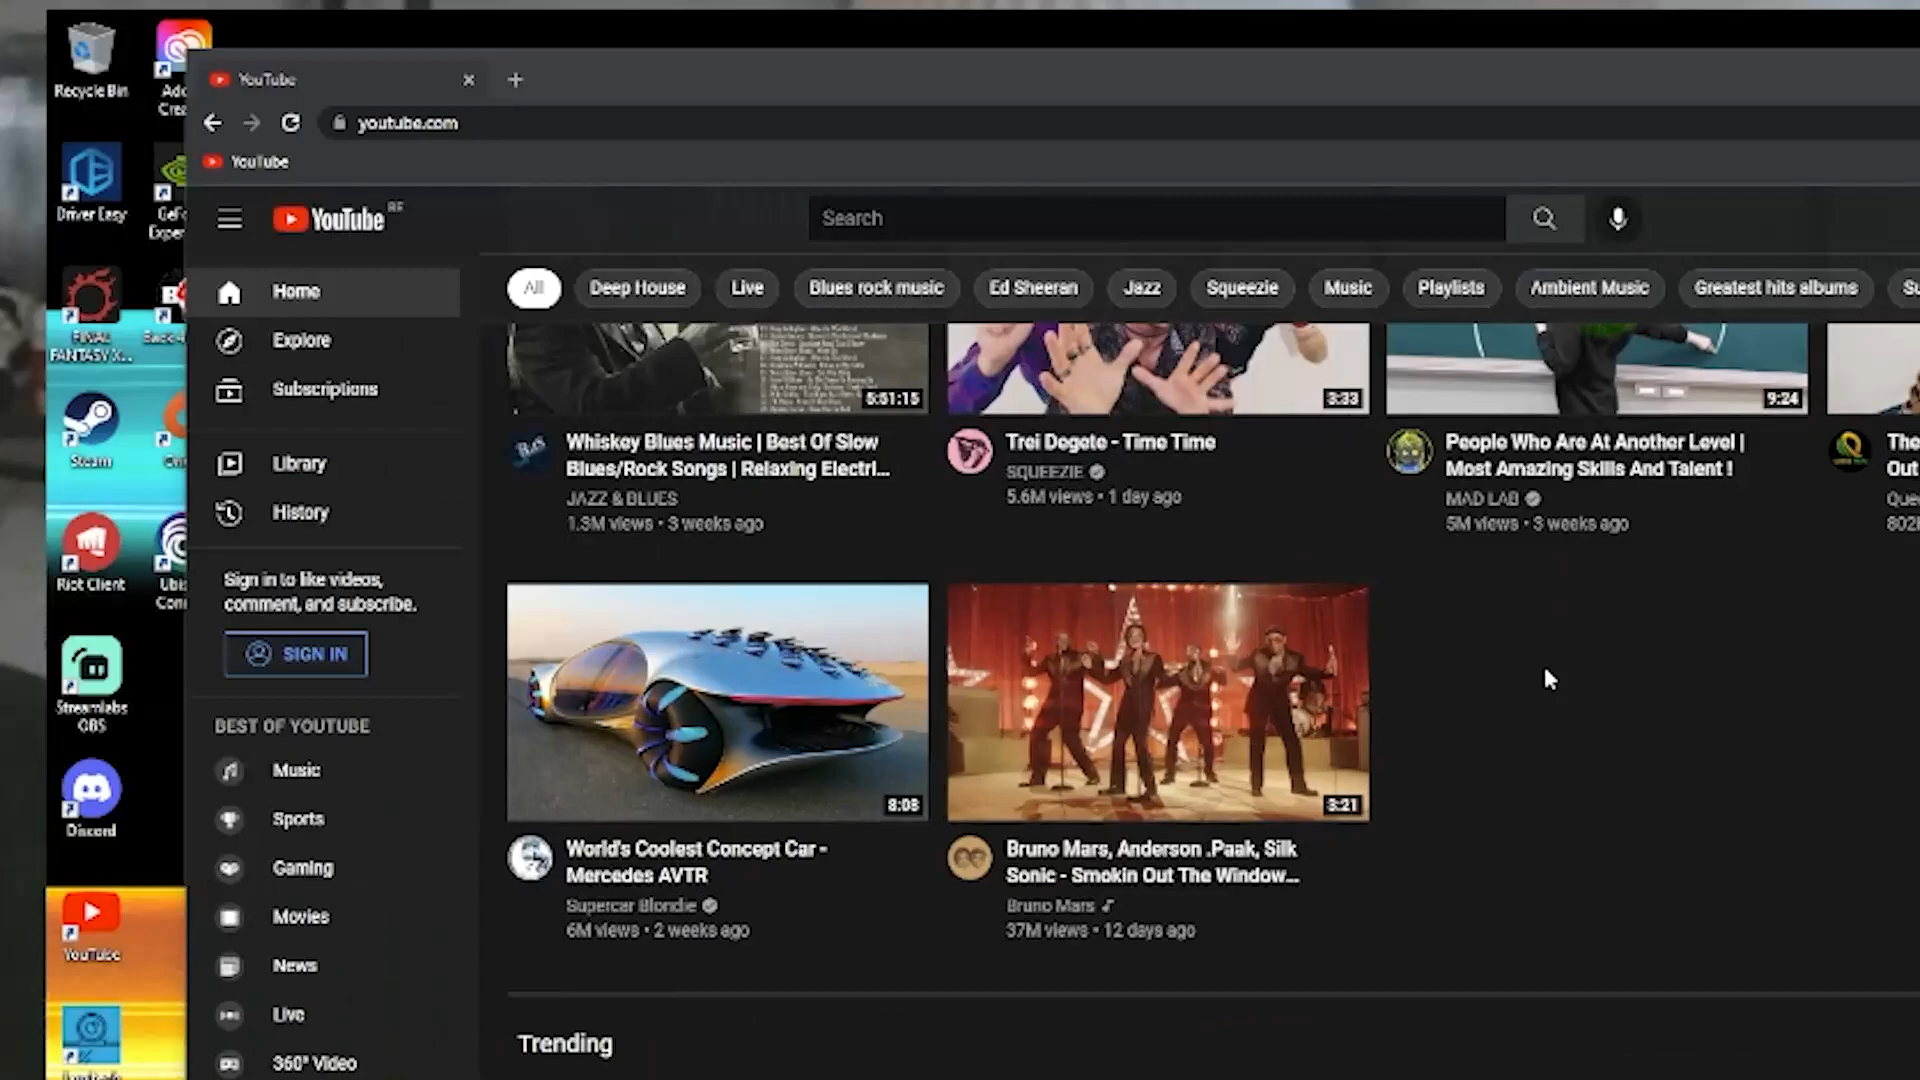 Recycle Bin
Driver Easy
FINAL
FANTASY X...
Steam
Riot Client
Streamlabs
OBS
Discord
YouTube
YouTube
youtube.com
YouTube
YouTube
Search
Home
Explore
Subscriptions
Library
History
Sign in to like videos,
comment, and subscribe.
SIGN IN
BEST OF YOUTUBE
Music
Sports
Gaming
Movies
News
Live
360° Video
All
Deep House
Live
Blues rock music
Ed Sheeran
Jazz
Squeezie
Music
Playlists
Ambient Music
Greatest hits albums
5:51:15
Whiskey Blues Music | Best Of Slow
Blues/Rock Songs | Relaxing Electri...
JAZZ & BLUES
1.3M views • 3 weeks ago
3:33
Trei Degete - Time Time
SQUEEZIE
5.6M views • 1 day ago
9:24
People Who Are At Another Level |
Most Amazing Skills And Talent !
MAD LAB
5M views • 3 weeks ago
The
Out
8:08
World's Coolest Concept Car -
Mercedes AVTR
Supercar Blondie
6M views • 2 weeks ago
3:21
Bruno Mars, Anderson .Paak, Silk
Sonic - Smokin Out The Window...
Bruno Mars
37M views • 12 days ago
Trending